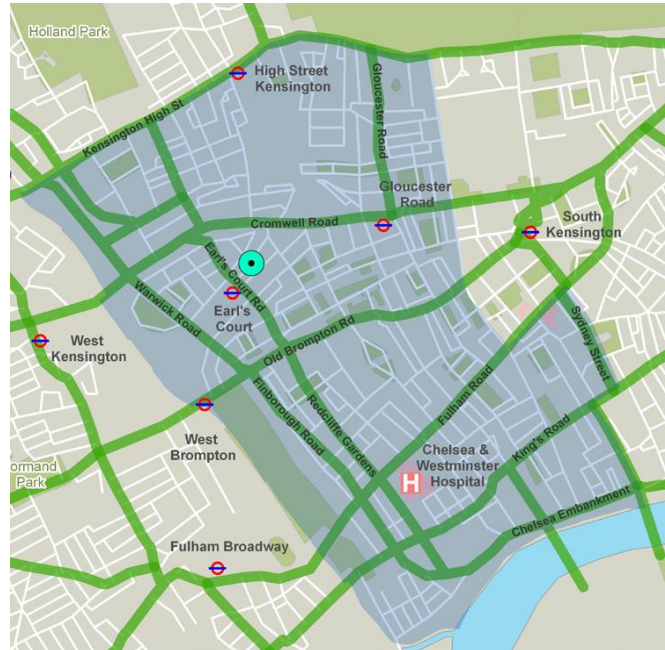 Holland Park
High Street
Kensington
Kensington High St
Gloucester Road
Gloucester
Road
Cromwell Road
South
Kensington
Earl's Court Rd
Earl's
Court
Warwick Road
West
Kensington
Old Brompton Rd
Sydney Street
Fulham Road
Finborough Road
Redcliffe Gardens
West
Brompton
King's Road
Chelsea &
Westminster
Hospital
H
ormand
Park
Chelsea Embankment
Fulham Broadway